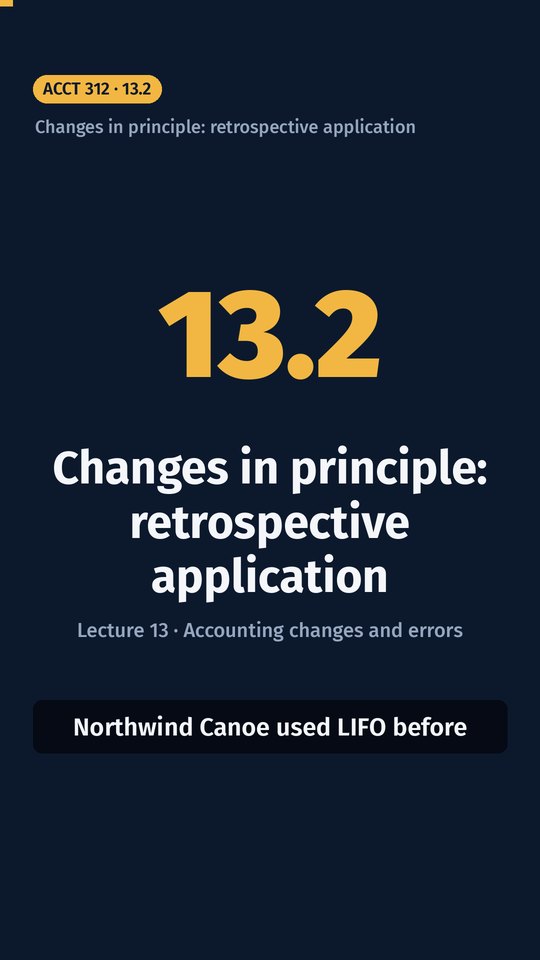 ACCT 312 · 13.2
Changes in principle: retrospective application
13.2
Changes in principle:
retrospective
application
Lecture 13 · Accounting changes and errors
Northwind Canoe used LIFO before